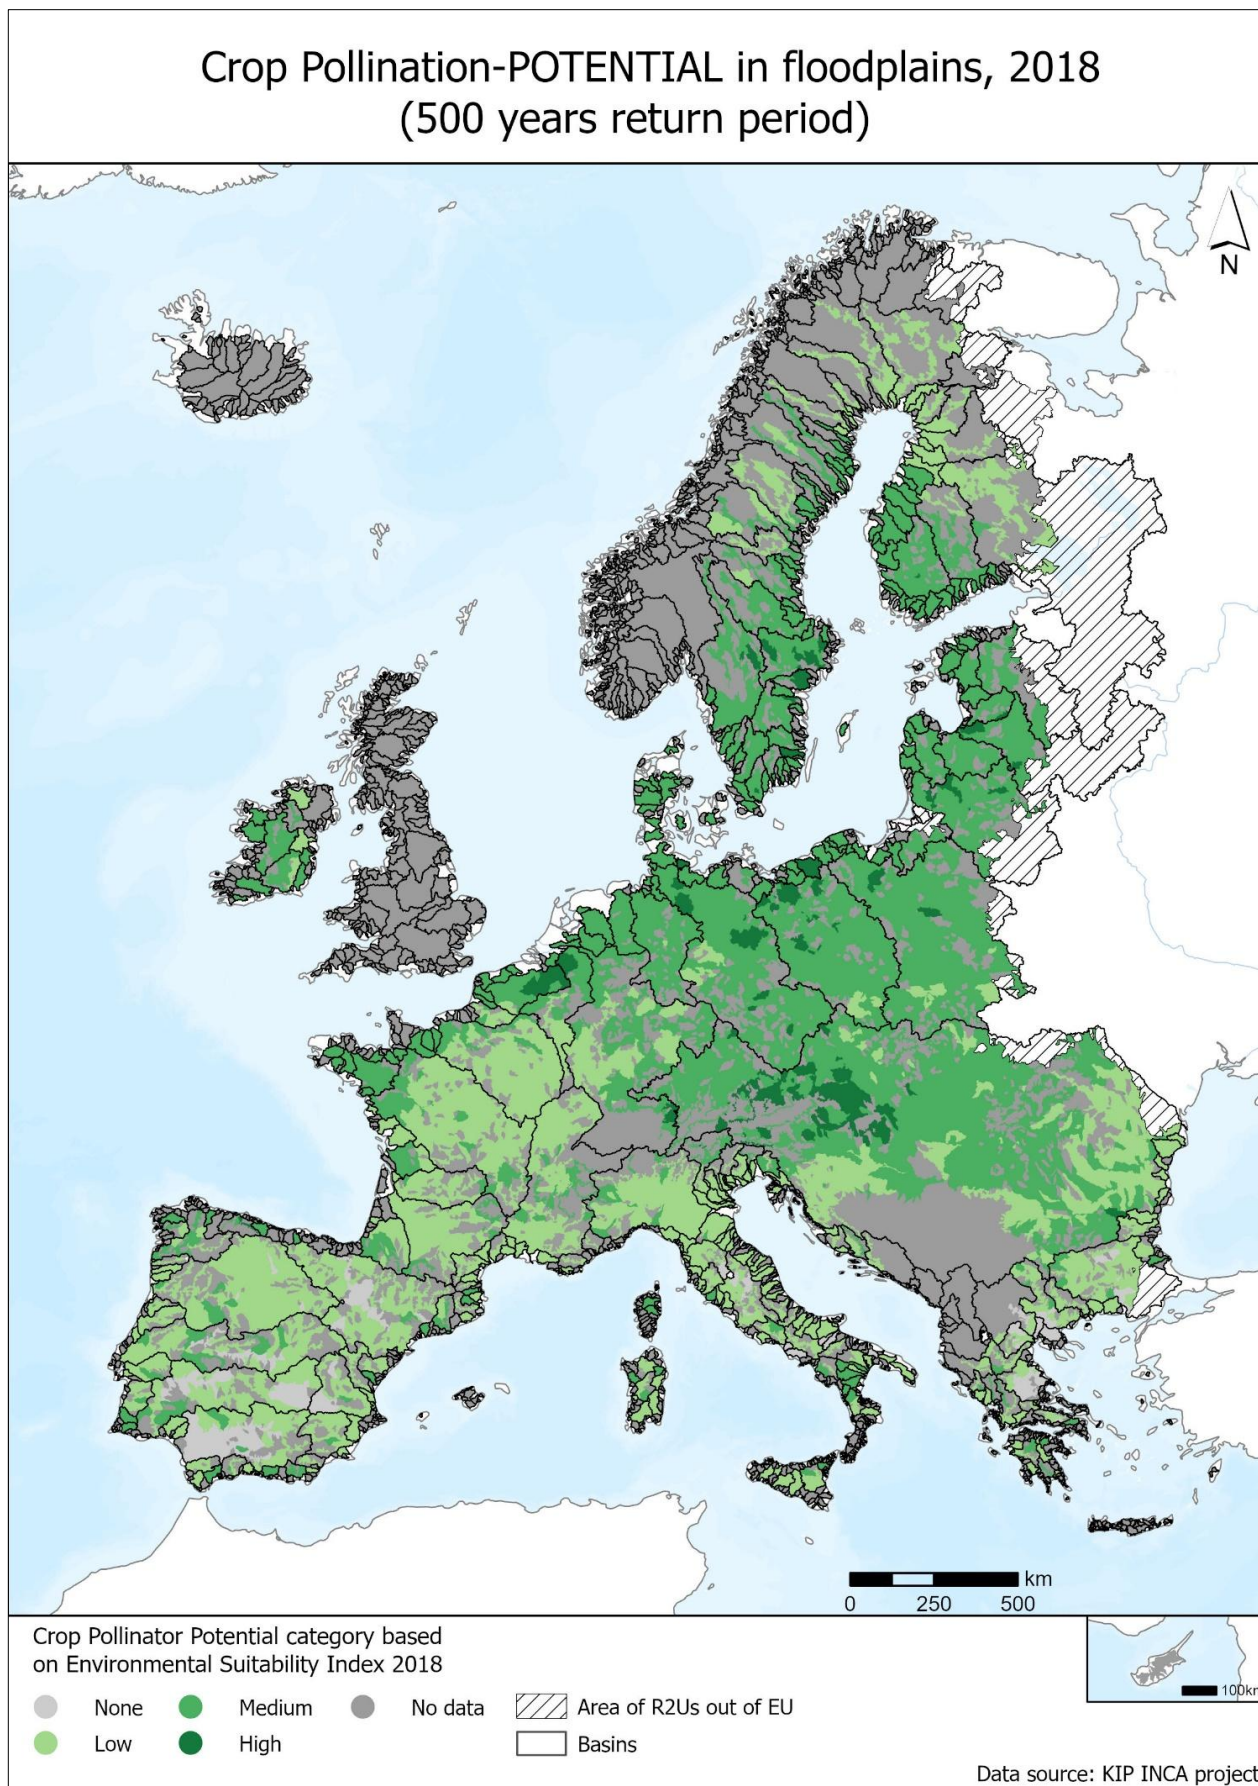 Crop Pollination-POTENTIAL in floodplains, 2018
(500 years return period)
N
km
0 250 500
Crop Pollinator Potential category based
on Environmental Suitability Index 2018
None Medium No data Area of R2Us out of EU
Low High Basins
100km
Data source: KIP INCA project